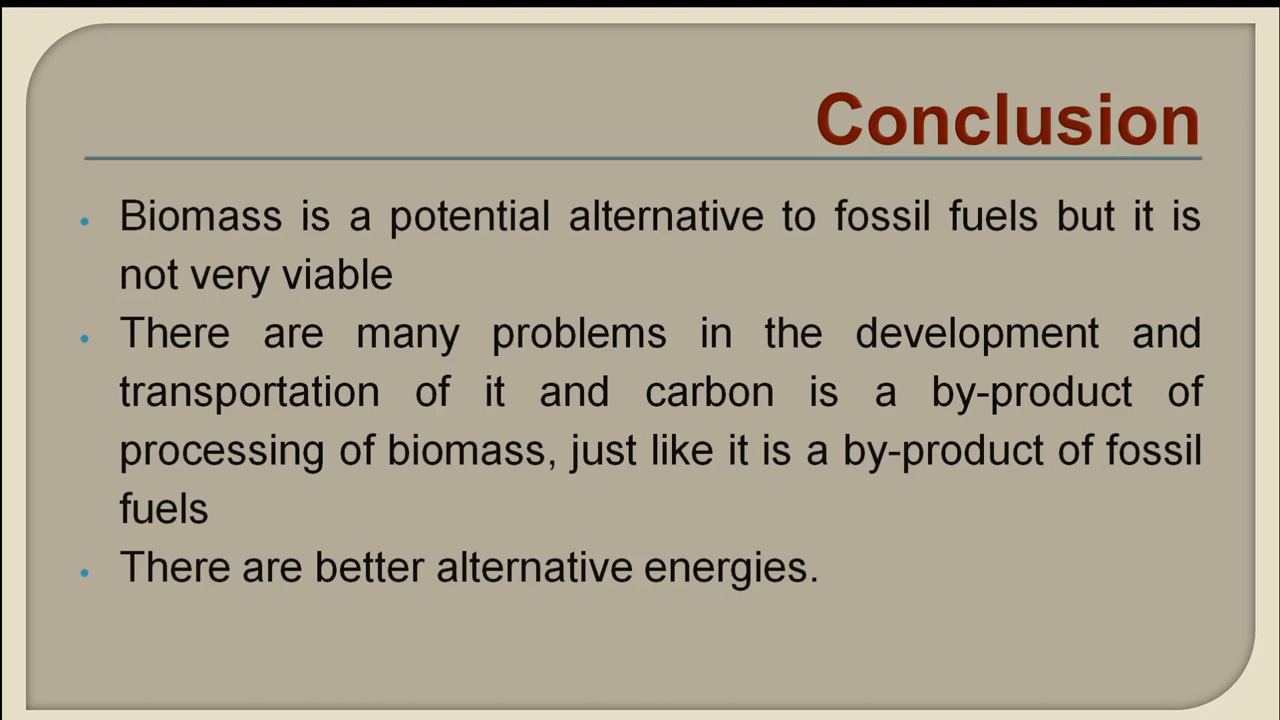 Conclusion
• Biomass is a potential alternative to fossil fuels but it is
not very viable
• There are many problems in the development and
transportation of it and carbon is a by-product of
processing of biomass, just like it is a by-product of fossil
fuels
• There are better alternative energies.